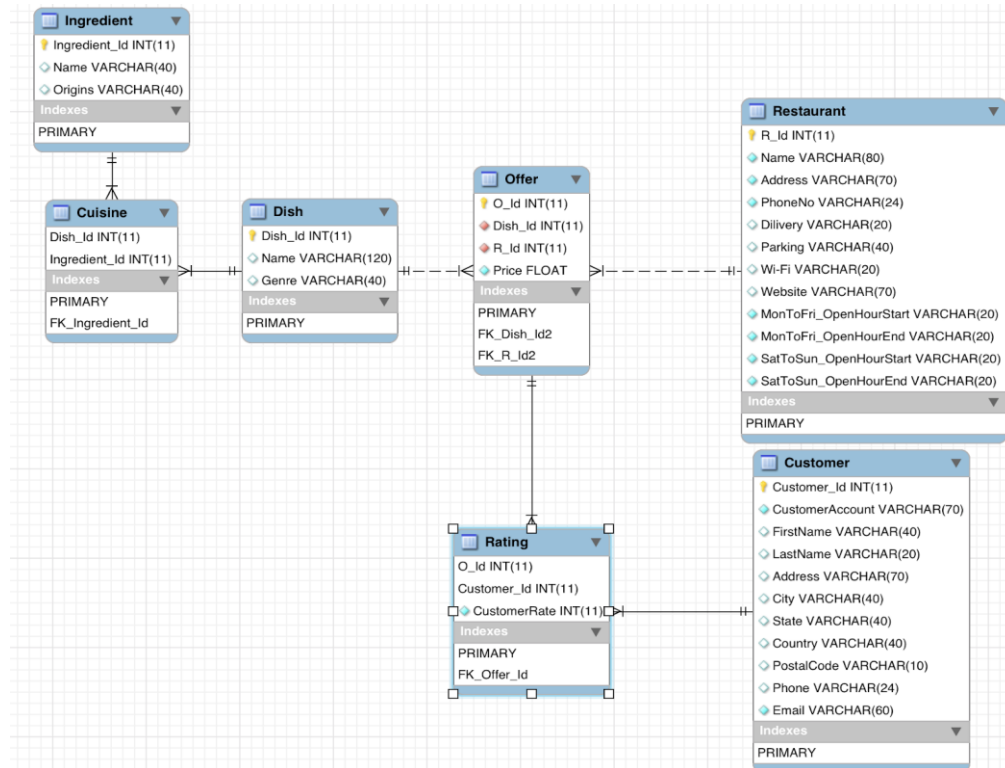 Ingredient
Ingredient_Id INT(11)
Name VARCHAR(40)
Origins VARCHAR(40)
Indexes
PRIMARY
Cuisine
Dish_Id INT(11)
Ingredient_Id INT(11)
Indexes
PRIMARY
FK_Ingredient_Id
Dish
Dish_Id INT(11)
Name VARCHAR(120)
Genre VARCHAR(40)
Indexes
PRIMARY
Offer
O_Id INT(11)
Dish_Id INT(11)
R_Id INT(11)
Price FLOAT
Indexes
PRIMARY
FK_Dish_Id2
FK_R_Id2
Restaurant
R_Id INT(11)
Name VARCHAR(80)
Address VARCHAR(70)
PhoneNo VARCHAR(24)
Dilivery VARCHAR(20)
Parking VARCHAR(40)
Wi-Fi VARCHAR(20)
Website VARCHAR(70)
MonToFri_OpenHourStart VARCHAR(20)
MonToFri_OpenHourEnd VARCHAR(20)
SatToSun_OpenHourStart VARCHAR(20)
SatToSun_OpenHourEnd VARCHAR(20)
Indexes
PRIMARY
Rating
O_Id INT(11)
Customer_Id INT(11)
CustomerRate INT(11)
Indexes
PRIMARY
FK_Offer_Id
Customer
Customer_Id INT(11)
CustomerAccount VARCHAR(70)
FirstName VARCHAR(40)
LastName VARCHAR(20)
Address VARCHAR(70)
City VARCHAR(40)
State VARCHAR(40)
Country VARCHAR(40)
PostalCode VARCHAR(10)
Phone VARCHAR(24)
Email VARCHAR(60)
Indexes
PRIMARY